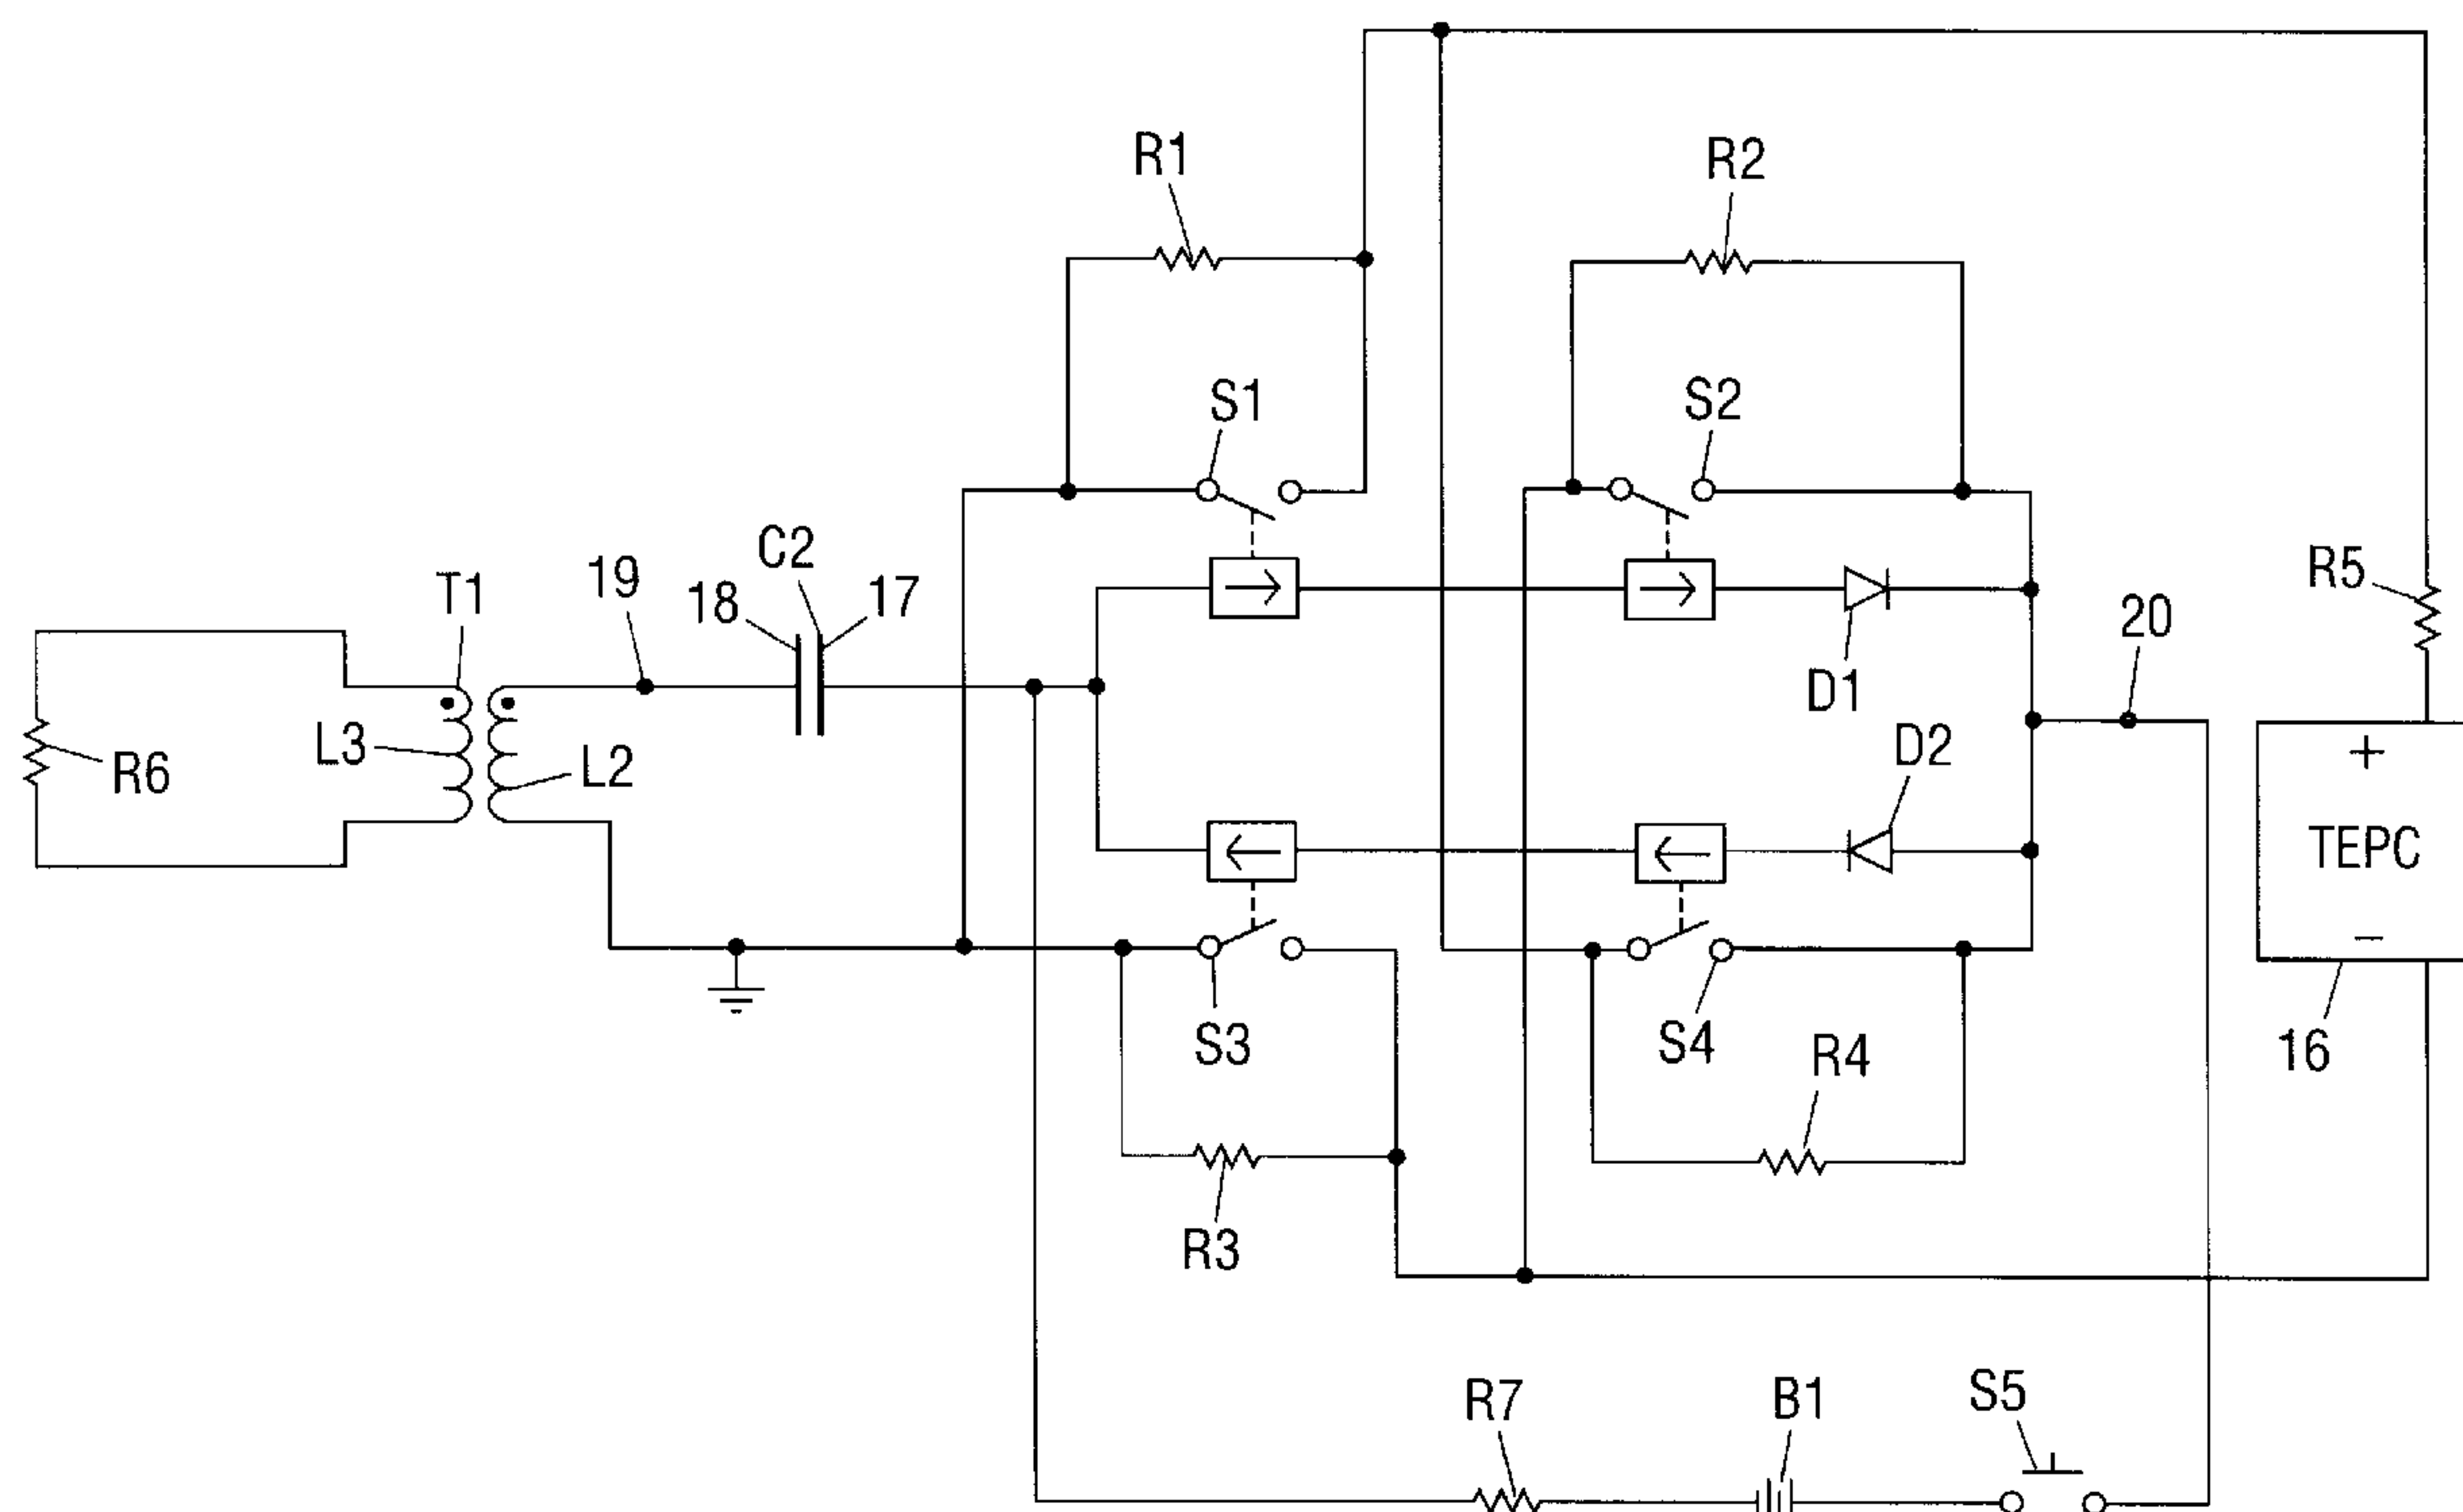 R1
R2
S1
S2
C2
19
18
17
T1
R5
20
D1
L3
R6
L2
D2
+
TEPC
−
S3
S4
R4
16
R3
R7
B1
S5